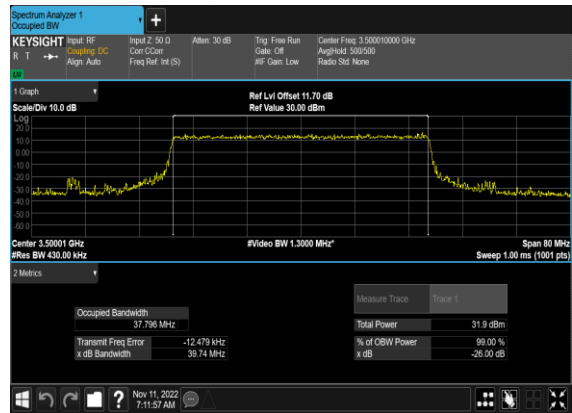 Spectrum Analyzer 1
Occupied BW
+
KEYSIGHT
R T
LW
Input: RF
Coupling: DC
Align: Auto
Input Z: 50 Ω
Corr CCorr
Freq Ref: Int (S)
Atten: 30 dB
Trig: Free Run
Gate: Off
#IF Gain: Low
Center Freq: 3.500010000 GHz
Avg|Hold: 500/500
Radio Std: None
1 Graph
Scale/Div 10.0 dB
Ref Lvl Offset 11.70 dB
Ref Value 30.00 dBm
Log
20.0
10.0
0.00
-10.0
-20.0
-30.0
-40.0
-50.0
-60.0
Center 3.50001 GHz
#Res BW 430.00 kHz
#Video BW 1.3000 MHz*
Span 80 MHz
Sweep 1.00 ms (1001 pts)
2 Metrics
Measure Trace Trace 1
Occupied Bandwidth
37.796 MHz
Total Power 31.9 dBm
Transmit Freq Error -12.479 kHz
% of OBW Power 99.00 %
x dB Bandwidth 39.74 MHz
x dB -26.00 dB
?
Nov 11, 2022
7:11:57 AM